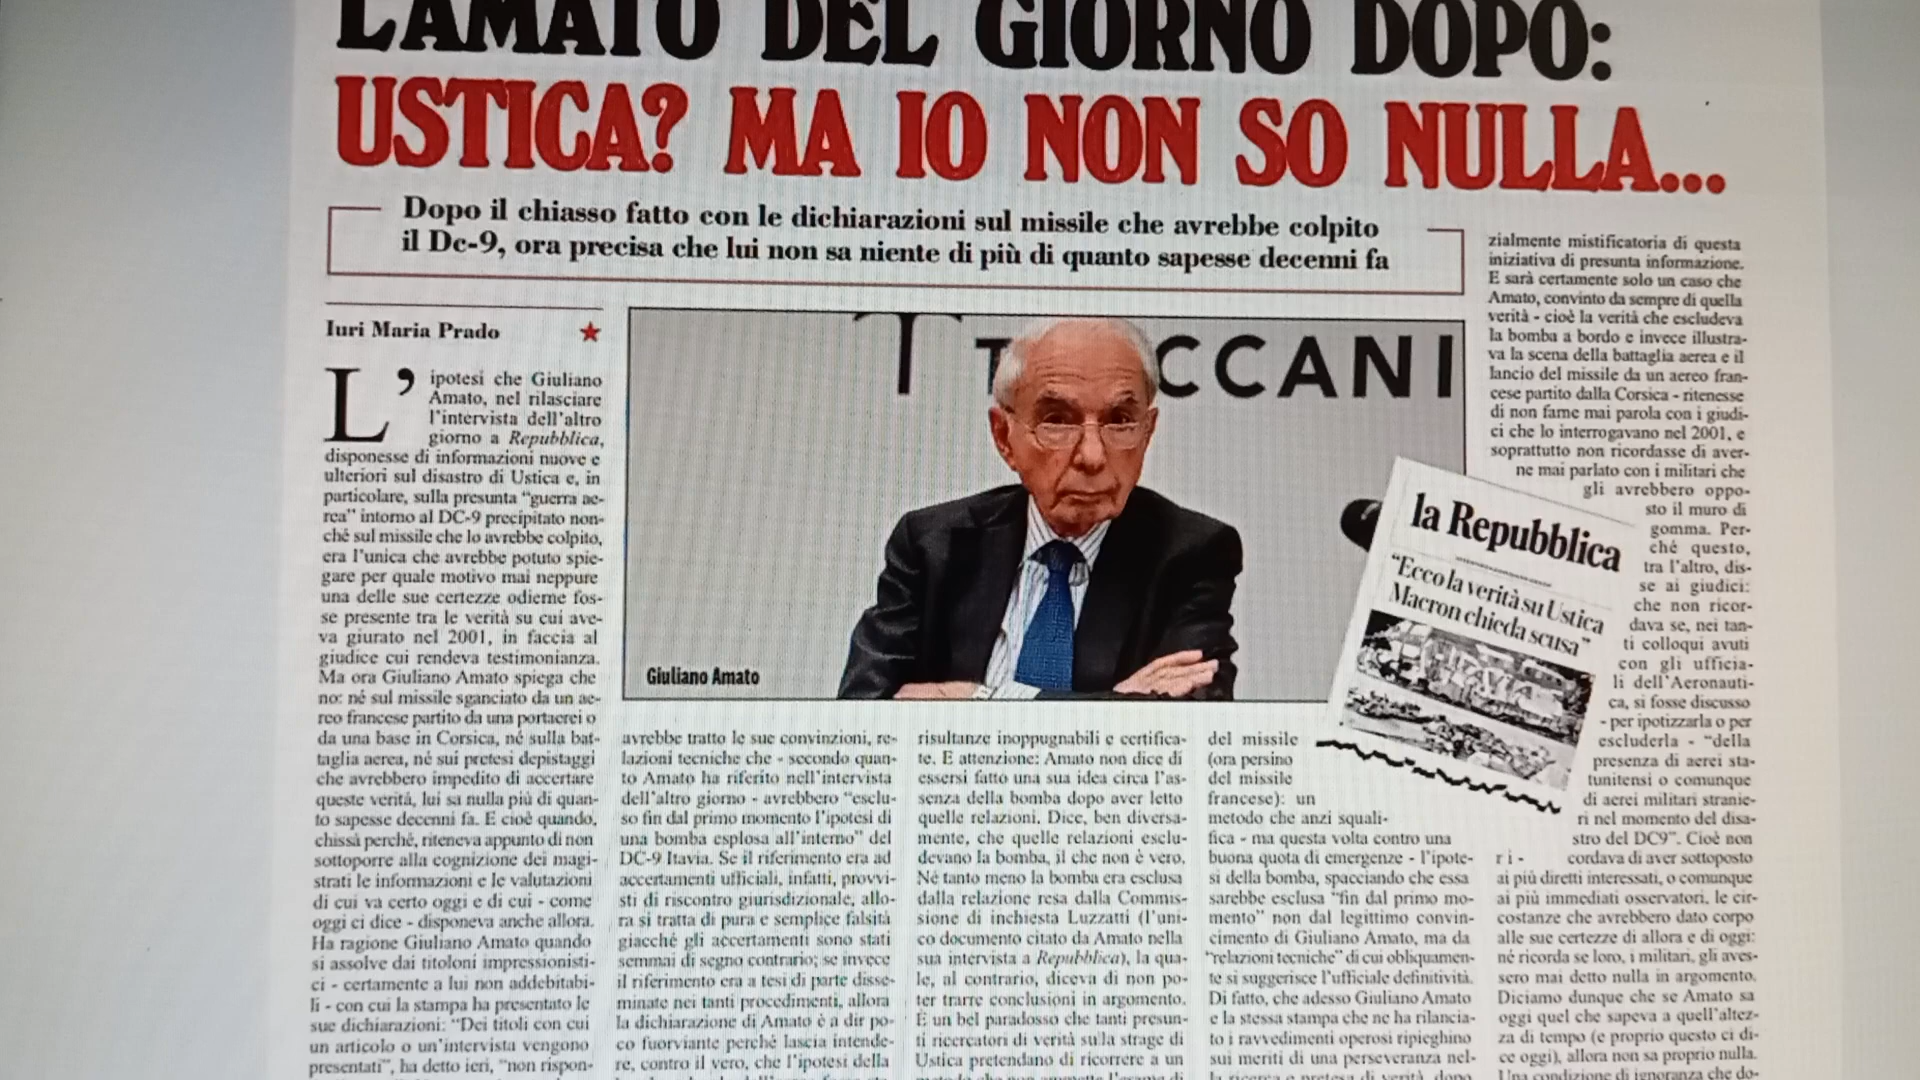 L'AMATO DEL GIORNO DOPO:
USTICA? MA IO NON SO NULLA...
Dopo il chiasso fatto con le dichiarazioni sul missile che avrebbe colpito
il Dc-9, ora precisa che lui non sa niente di più di quanto sapesse decenni fa
Iuri Maria Prado
L'ipotesi che Giuliano
Amato, nel rilasciare
l'intervista dell'altro
giorno a Repubblica,
disponesse di informazioni nuove e
ulteriori sul disastro di Ustica e, in
particolare, sulla presunta "guerra ae-
rea" intorno al DC-9 precipitato non-
ché sul missile che lo avrebbe colpito,
era l'unica che avrebbe potuto spie-
gare per quale motivo mai neppure
una delle sue certezze odierne fos-
se presente tra le verità su cui ave-
va giurato nel 2001, in faccia al
giudice cui rendeva testimonianza.
Ma ora Giuliano Amato spiega che
no: né sul missile sganciato da un ae-
reo francese partito da una portaerei o
da una base in Corsica, né sulla bat-
taglia aerea, né sui pretesi depistaggi
che avrebbero impedito di accertare
queste verità, lui sa nulla più di quan-
to sapesse decenni fa. E cioè quando,
chissà perché, riteneva appunto di non
sottoporre alla cognizione dei magi-
strati le informazioni e le valutazioni
di cui va certo oggi e di cui - come
oggi ci dice - disponeva anche allora.
Ha ragione Giuliano Amato quando
si assolve dai titoloni impressionisti-
ci - certamente a lui non addebitabi-
li - con cui la stampa ha presentato le
sue dichiarazioni: "Dei titoli con cui
un articolo o un'intervista vengono
presentati", ha detto ieri, "non rispon-
TRECCANI
Giuliano Amato
la Repubblica
"Ecco la verità su Ustica
Macron chieda scusa"
ITAVIA
avrebbe tratto le sue convinzioni, re-
lazioni tecniche che - secondo quan-
to Amato ha riferito nell'intervista
dell'altro giorno - avrebbero "esclu-
so fin dal primo momento l'ipotesi di
una bomba esplosa all'interno" del
DC-9 Itavia. Se il riferimento era ad
accertamenti ufficiali, infatti, provvi-
sti di riscontro giurisdizionale, allo-
ra si tratta di pura e semplice falsità
giacché gli accertamenti sono stati
semmai di segno contrario; se invece
il riferimento era a tesi di parte disse-
minate nei tanti procedimenti, allora
la dichiarazione di Amato è a dir po-
co fuorviante perché lascia intende-
re, contro il vero, che l'ipotesi della
risultanze inoppugnabili e certifica-
te. E attenzione: Amato non dice di
essersi fatto una sua idea circa l'as-
senza della bomba dopo aver letto
quelle relazioni. Dice, ben diversa-
mente, che quelle relazioni esclu-
devano la bomba, il che non è vero.
Né tanto meno la bomba era esclusa
dalla relazione resa dalla Commis-
sione di inchiesta Luzzatti (l'uni-
co documento citato da Amato nella
sua intervista a Repubblica), la qua-
le, al contrario, diceva di non po-
ter trarre conclusioni in argomento.
È un bel paradosso che tanti presun-
ti ricercatori di verità sulla strage di
Ustica pretendano di ricorrere a un
del missile
(ora persino
del missile
francese): un
metodo che anzi squali-
fica - ma questa volta contro una
buona quota di emergenze - l'ipote-
si della bomba, spacciando che essa
sarebbe esclusa "fin dal primo mo-
mento" non dal legittimo convin-
cimento di Giuliano Amato, ma da
"relazioni tecniche" di cui obliquamen-
te si suggerisce l'ufficiale definitività.
Di fatto, che adesso Giuliano Amato
e la stessa stampa che ne ha rilancia-
to i ravvedimenti operosi ripieghino
sui meriti di una perseveranza nel-
la ricerca e pretesa di verità dopo
zialmente mistificatoria di questa
iniziativa di presunta informazione.
E sarà certamente solo un caso che
Amato, convinto da sempre di quella
verità - cioè la verità che escludeva
la bomba a bordo e invece illustra-
va la scena della battaglia aerea e il
lancio del missile da un aereo fran-
cese partito dalla Corsica - ritenesse
di non farne mai parola con i giudi-
ci che lo interrogavano nel 2001, e
soprattutto non ricordasse di aver-
ne mai parlato con i militari che
gli avrebbero oppo-
sto il muro di
gomma. Per-
ché questo,
tra l'altro, dis-
se ai giudici:
che non ricor-
dava se, nei tan-
ti colloqui avuti
con gli ufficia-
li dell'Aeronauti-
ca, si fosse discusso
- per ipotizzarla o per
escluderla - "della
presenza di aerei sta-
tunitensi o comunque
di aerei militari stranie-
ri nel momento del disa-
stro del DC9". Cioè non
ri- cordava di aver sottoposto
ai più diretti interessati, o comunque
ai più immediati osservatori, le cir-
costanze che avrebbero dato corpo
alle sue certezze di allora e di oggi:
né ricorda se loro, i militari, gli aves-
sero mai detto nulla in argomento.
Diciamo dunque che se Amato sa
oggi quel che sapeva a quell'altez-
za di tempo (e proprio questo ci di-
ce oggi), allora non sa proprio nulla.
Una condizione di ignoranza che do-